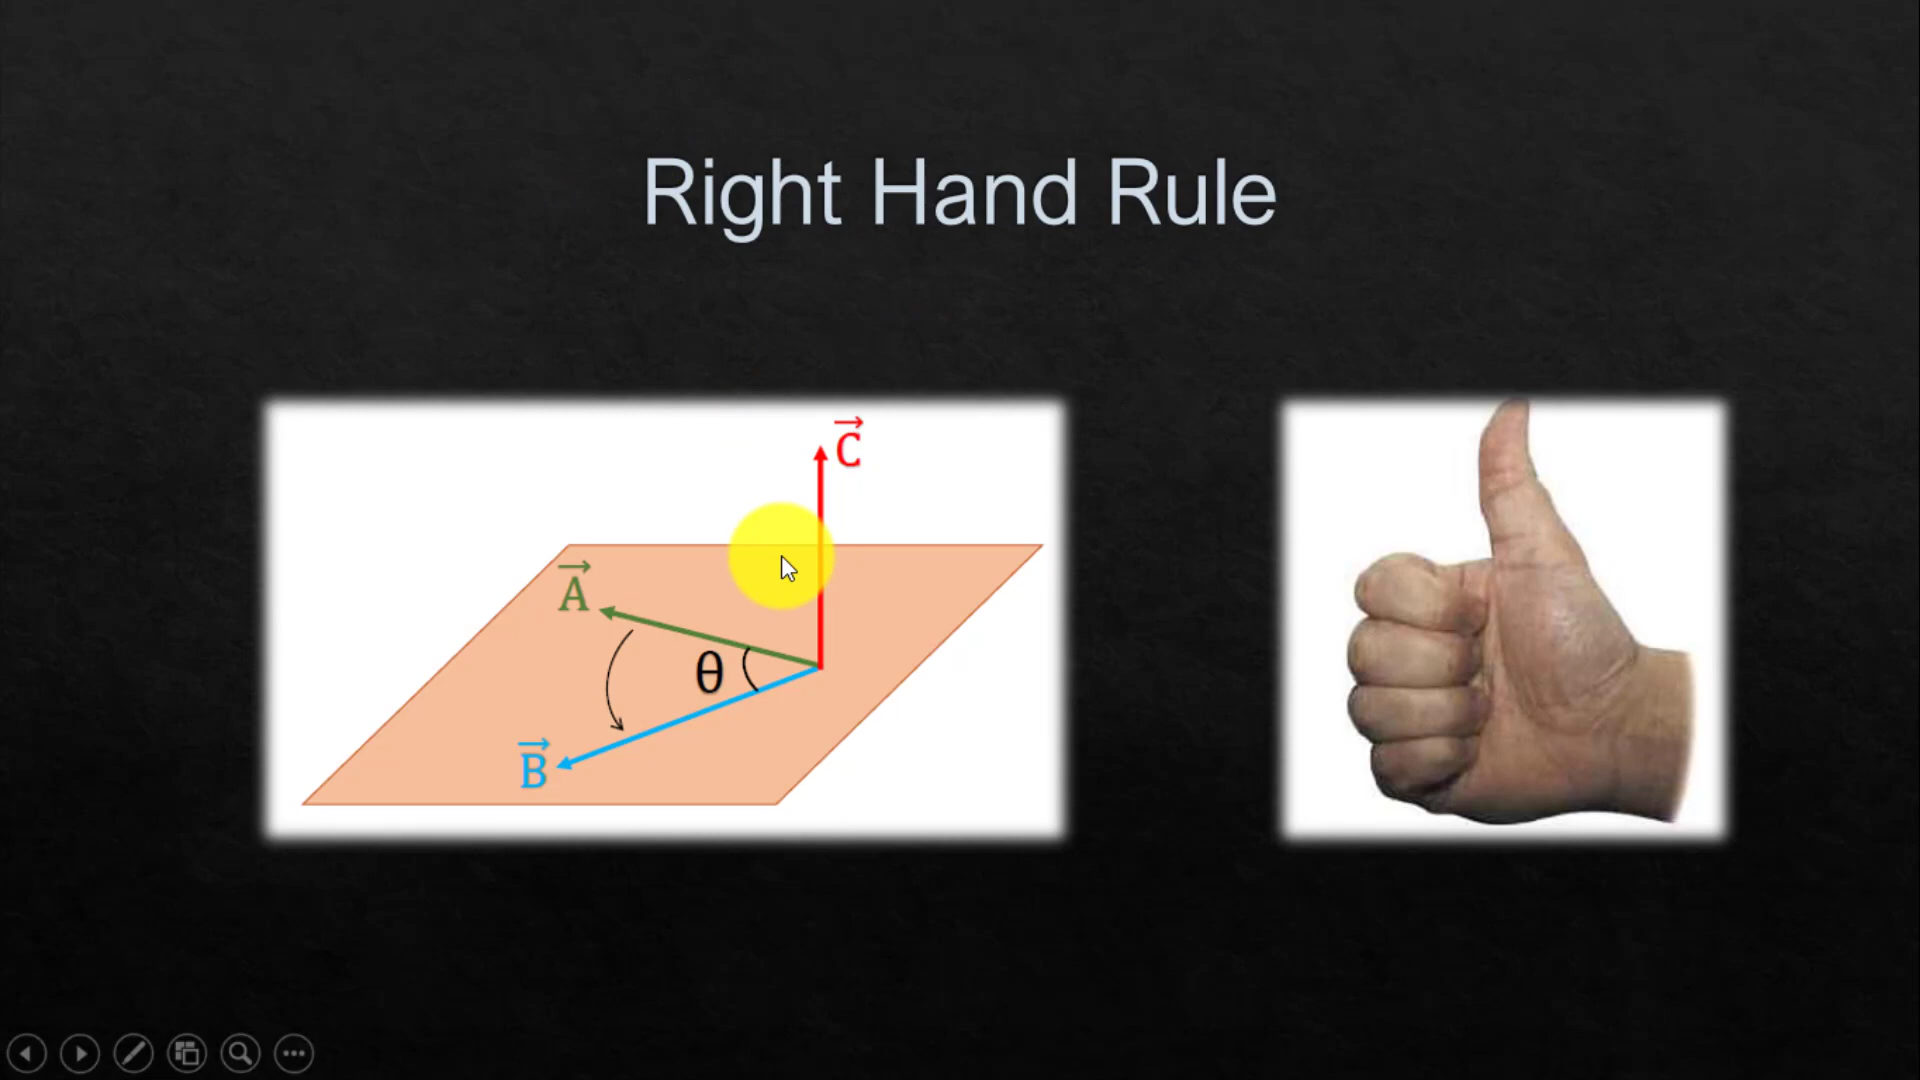 Right Hand Rule
C⃗
A⃗
θ
B⃗